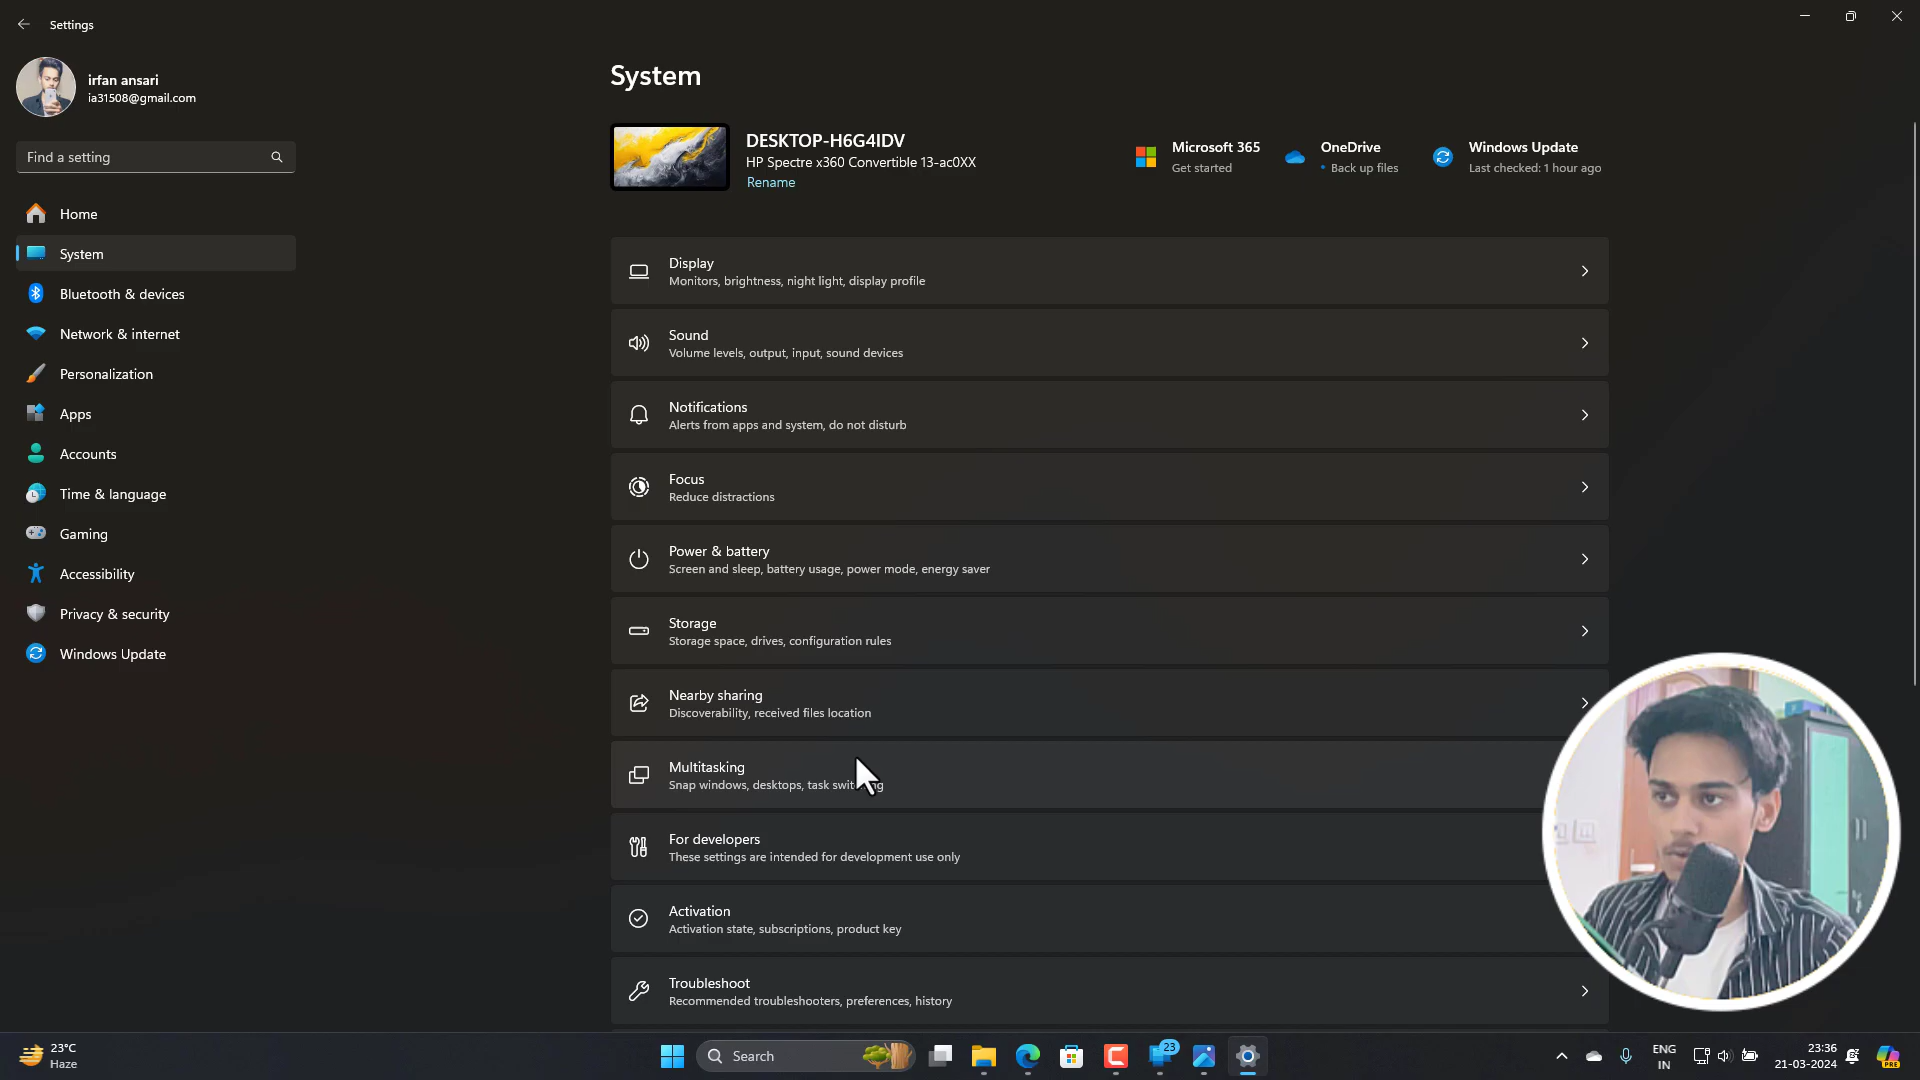 Settings
irfan ansari
ia31508@gmail.com
Find a setting
Home
System
Bluetooth & devices
Network & internet
Personalization
Apps
Accounts
Time & language
Gaming
Accessibility
Privacy & security
Windows Update
System
DESKTOP-H6G4IDV
HP Spectre x360 Convertible 13-ac0XX
Rename
Microsoft 365
Get started
OneDrive
• Back up files
Windows Update
Last checked: 1 hour ago
Display
Monitors, brightness, night light, display profile
Sound
Volume levels, output, input, sound devices
Notifications
Alerts from apps and system, do not disturb
Focus
Reduce distractions
Power & battery
Screen and sleep, battery usage, power mode, energy saver
Storage
Storage space, drives, configuration rules
Nearby sharing
Discoverability, received files location
Multitasking
Snap windows, desktops, task switching
For developers
These settings are intended for development use only
Activation
Activation state, subscriptions, product key
Troubleshoot
Recommended troubleshooters, preferences, history
23°C
Haze
Search
23
ENG
IN
23:36
21-03-2024
PRE